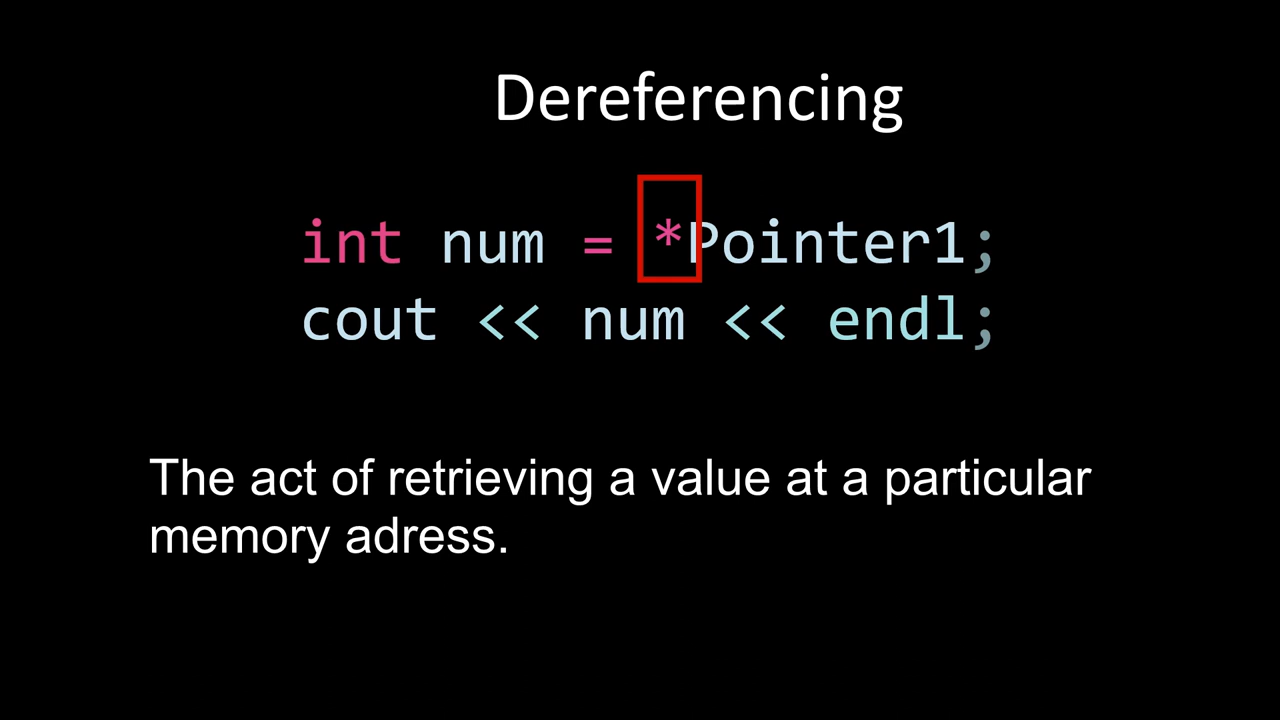 Dereferencing
int num = *Pointer1;
cout << num << endl;
The act of retrieving a value at a particular
memory adress.